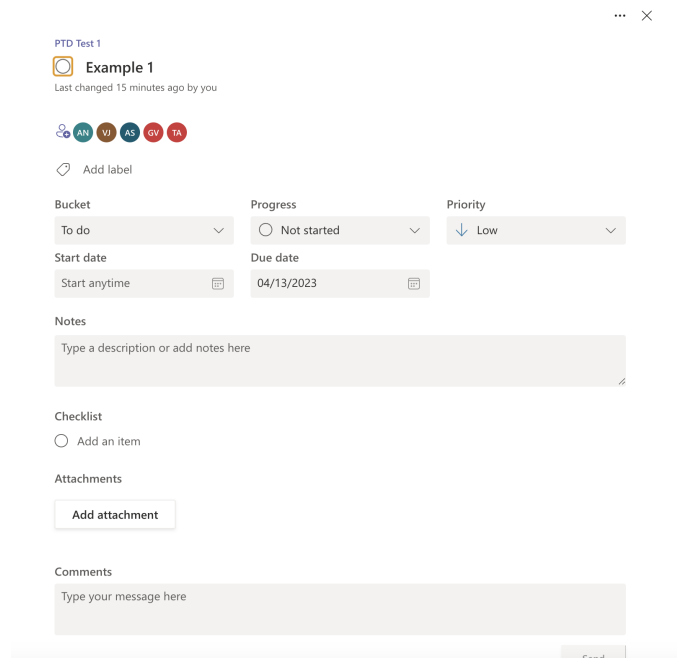 PTD Test 1
Example 1
Last changed 15 minutes ago by you
AN VJ AS GV TA
Add label
Bucket Progress Priority
To do Not started Low
Start date Due date
Start anytime 04/13/2023
Notes
Type a description or add notes here
Checklist
Add an item
Attachments
Add attachment
Comments
Type your message here